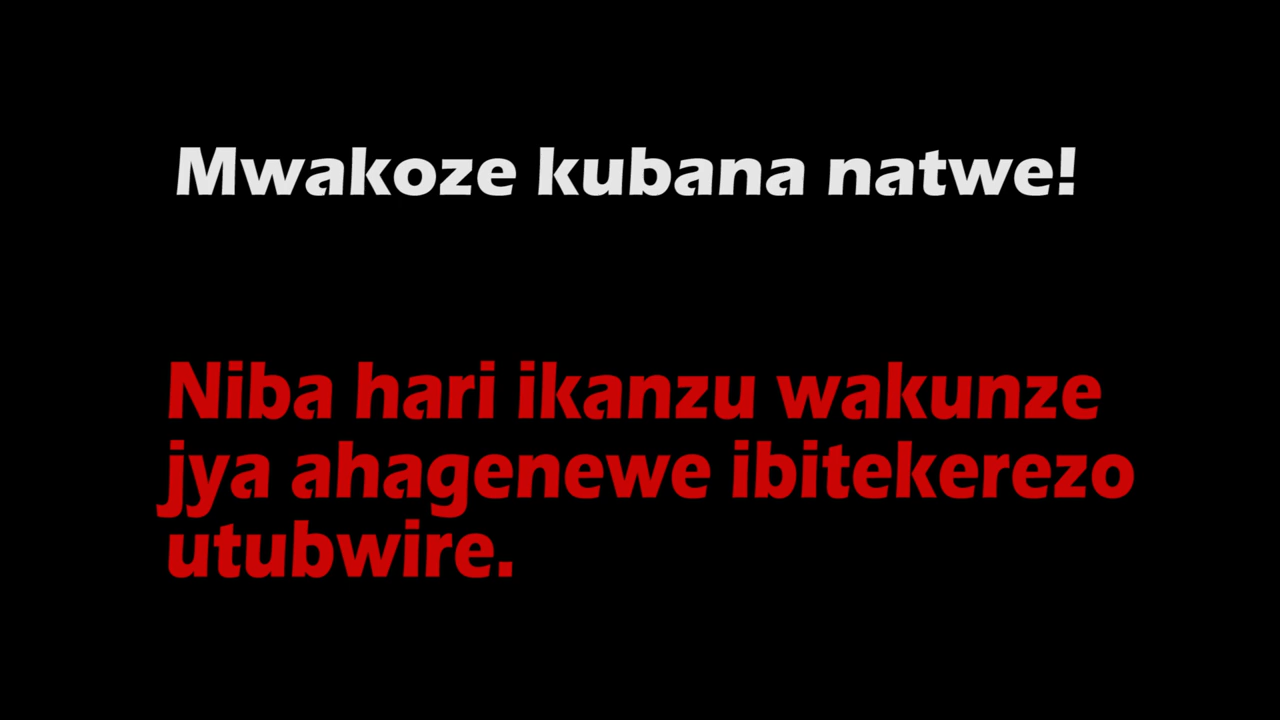 Mwakoze kubana natwe!
Niba hari ikanzu wakunze
jya ahagenewe ibitekerezo
utubwire.